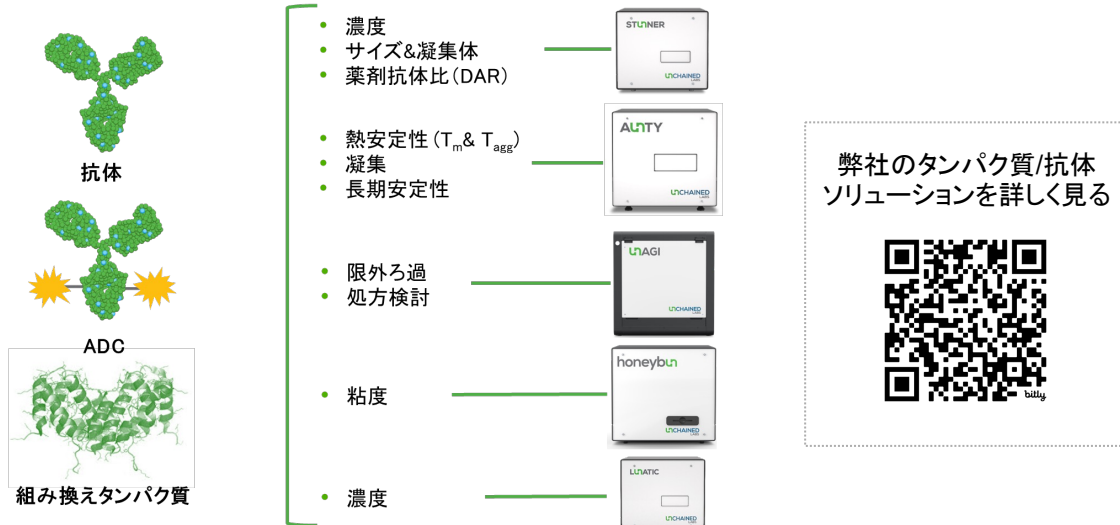 抗体
ADC
組み換えタンパク質
• 濃度
• サイズ&凝集体
• 薬剤抗体比(DAR)
STUNNER
UNCHAINED
LABS
• 熱安定性(Tm& Tagg)
• 凝集
• 長期安定性
AUNTY
UNCHAINED
LABS
• 限外ろ過
• 処方検討
UNAGI
UNCHAINED
LABS
• 粘度
honeybun
UNCHAINED
LABS
• 濃度
LUNATIC
UNCHAINED
LABS
弊社のタンパク質/抗体
ソリューションを詳しく見る
bitly